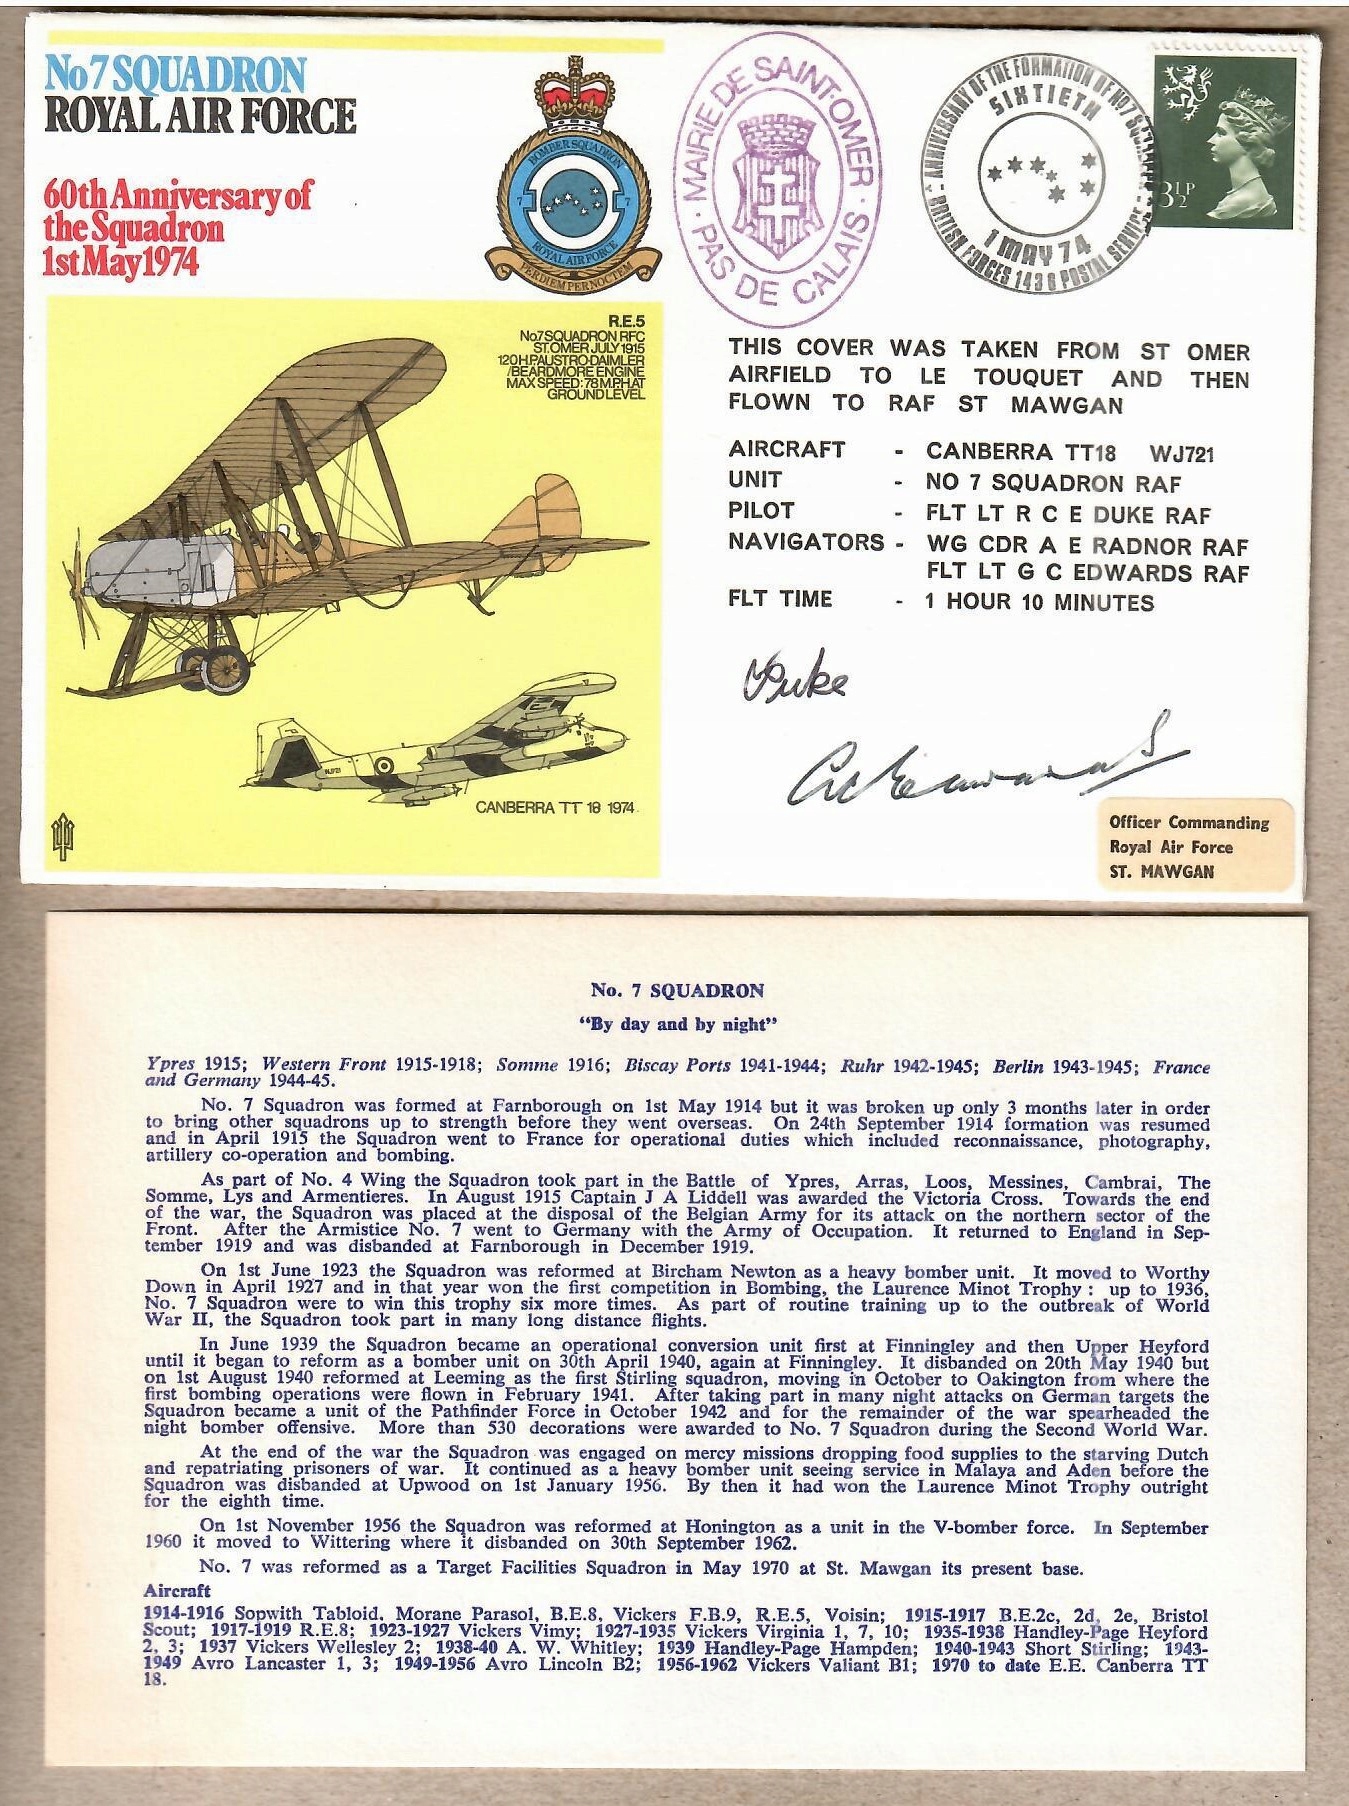 No 7 SQUADRON
ROYAL AIR FORCE
60th Anniversary of
the Squadron
1st May 1974
BOMBER SQUADRON
7 7
ROYAL AIR FORCE
PER DIEM PER NOCTEM
MAIRIE DE SAINT-OMER
PAS DE CALAIS
ANNIVERSARY OF THE FORMATION OF No 7
SIXTIETH
1 MAY 74
BRITISH FORCES 1438 POSTAL SERVICE
3½P
R.E.5
No7 SQUADRON RFC
ST.OMER JULY 1915
120 H.P. AUSTRO-DAIMLER
/BEARDMORE ENGINE
MAX SPEED: 78 M.P.H. AT
GROUND LEVEL
CANBERRA TT 18 1974
THIS COVER WAS TAKEN FROM ST OMER
AIRFIELD TO LE TOUQUET AND THEN
FLOWN TO RAF ST MAWGAN
AIRCRAFT - CANBERRA TT18 WJ721
UNIT - NO 7 SQUADRON RAF
PILOT - FLT LT R C E DUKE RAF
NAVIGATORS - WG CDR A E RADNOR RAF
FLT LT G C EDWARDS RAF
FLT TIME - 1 HOUR 10 MINUTES
Duke
G C Edwards
Officer Commanding
Royal Air Force
ST. MAWGAN
No. 7 SQUADRON
"By day and by night"
Ypres 1915; Western Front 1915-1918; Somme 1916; Biscay Ports 1941-1944; Ruhr 1942-1945; Berlin 1943-1945; France
and Germany 1944-45.
No. 7 Squadron was formed at Farnborough on 1st May 1914 but it was broken up only 3 months later in order
to bring other squadrons up to strength before they went overseas. On 24th September 1914 formation was resumed
and in April 1915 the Squadron went to France for operational duties which included reconnaissance, photography,
artillery co-operation and bombing.
As part of No. 4 Wing the Squadron took part in the Battle of Ypres, Arras, Loos, Messines, Cambrai, The
Somme, Lys and Armentieres. In August 1915 Captain J A Liddell was awarded the Victoria Cross. Towards the end
of the war, the Squadron was placed at the disposal of the Belgian Army for its attack on the northern sector of the
Front. After the Armistice No. 7 went to Germany with the Army of Occupation. It returned to England in Sep-
tember 1919 and was disbanded at Farnborough in December 1919.
On 1st June 1923 the Squadron was reformed at Bircham Newton as a heavy bomber unit. It moved to Worthy
Down in April 1927 and in that year won the first competition in Bombing, the Laurence Minot Trophy : up to 1936,
No. 7 Squadron were to win this trophy six more times. As part of routine training up to the outbreak of World
War II, the Squadron took part in many long distance flights.
In June 1939 the Squadron became an operational conversion unit first at Finningley and then Upper Heyford
until it began to reform as a bomber unit on 30th April 1940, again at Finningley. It disbanded on 20th May 1940 but
on 1st August 1940 reformed at Leeming as the first Stirling squadron, moving in October to Oakington from where the
first bombing operations were flown in February 1941. After taking part in many night attacks on German targets the
Squadron became a unit of the Pathfinder Force in October 1942 and for the remainder of the war spearheaded the
night bomber offensive. More than 530 decorations were awarded to No. 7 Squadron during the Second World War.
At the end of the war the Squadron was engaged on mercy missions dropping food supplies to the starving Dutch
and repatriating prisoners of war. It continued as a heavy bomber unit seeing service in Malaya and Aden before the
Squadron was disbanded at Upwood on 1st January 1956. By then it had won the Laurence Minot Trophy outright
for the eighth time.
On 1st November 1956 the Squadron was reformed at Honington as a unit in the V-bomber force. In September
1960 it moved to Wittering where it disbanded on 30th September 1962.
No. 7 was reformed as a Target Facilities Squadron in May 1970 at St. Mawgan its present base.
Aircraft
1914-1916 Sopwith Tabloid, Morane Parasol, B.E.8, Vickers F.B.9, R.E.5, Voisin; 1915-1917 B.E.2c, 2d, 2e, Bristol
Scout; 1917-1919 R.E.8; 1923-1927 Vickers Vimy; 1927-1935 Vickers Virginia 1, 7, 10; 1935-1938 Handley-Page Heyford
2, 3; 1937 Vickers Wellesley 2; 1938-40 A. W. Whitley; 1939 Handley-Page Hampden; 1940-1943 Short Stirling; 1943-
1949 Avro Lancaster 1, 3; 1949-1956 Avro Lincoln B2; 1956-1962 Vickers Valiant B1; 1970 to date E.E. Canberra TT
18.